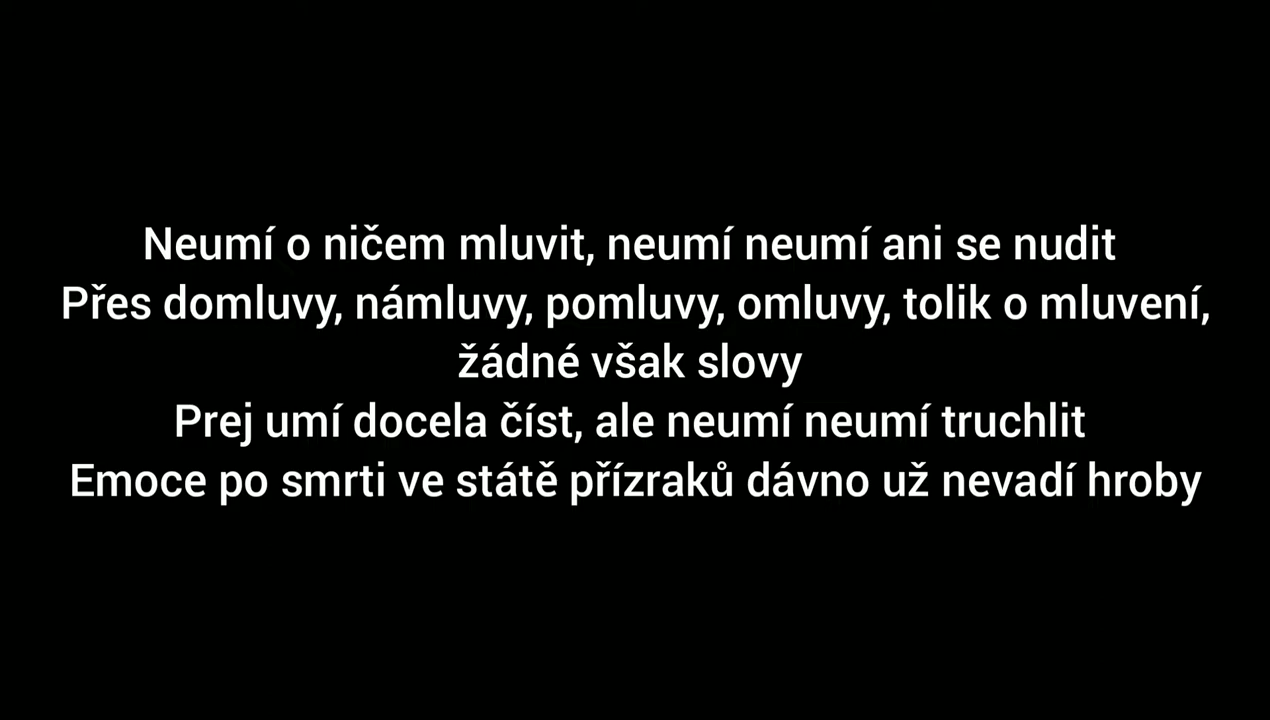 Neumí o ničem mluvit, neumí neumí ani se nudit
Přes domluvy, námluvy, pomluvy, omluvy, tolik o mluvení,
žádné však slovy
Prej umí docela číst, ale neumí neumí truchlit
Emoce po smrti ve státě přízraků dávno už nevadí hroby